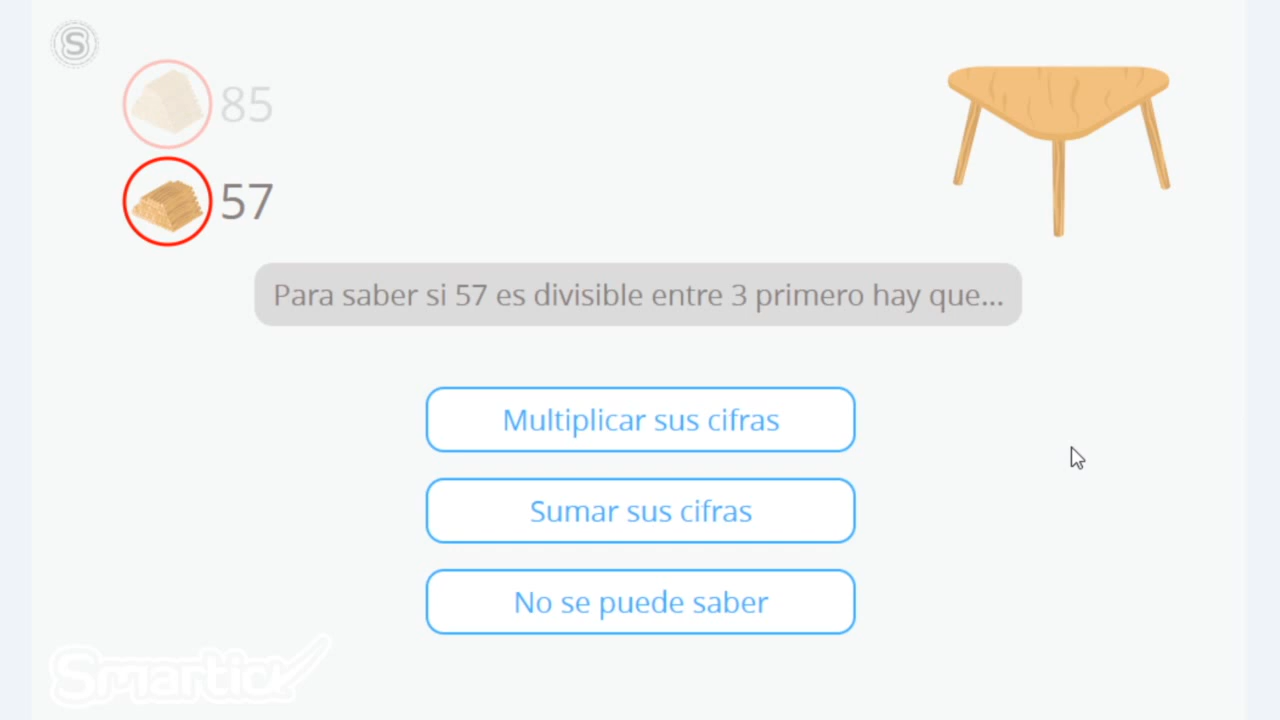 S
85
57
Para saber si 57 es divisible entre 3 primero hay que...
Multiplicar sus cifras
Sumar sus cifras
No se puede saber
Smartick